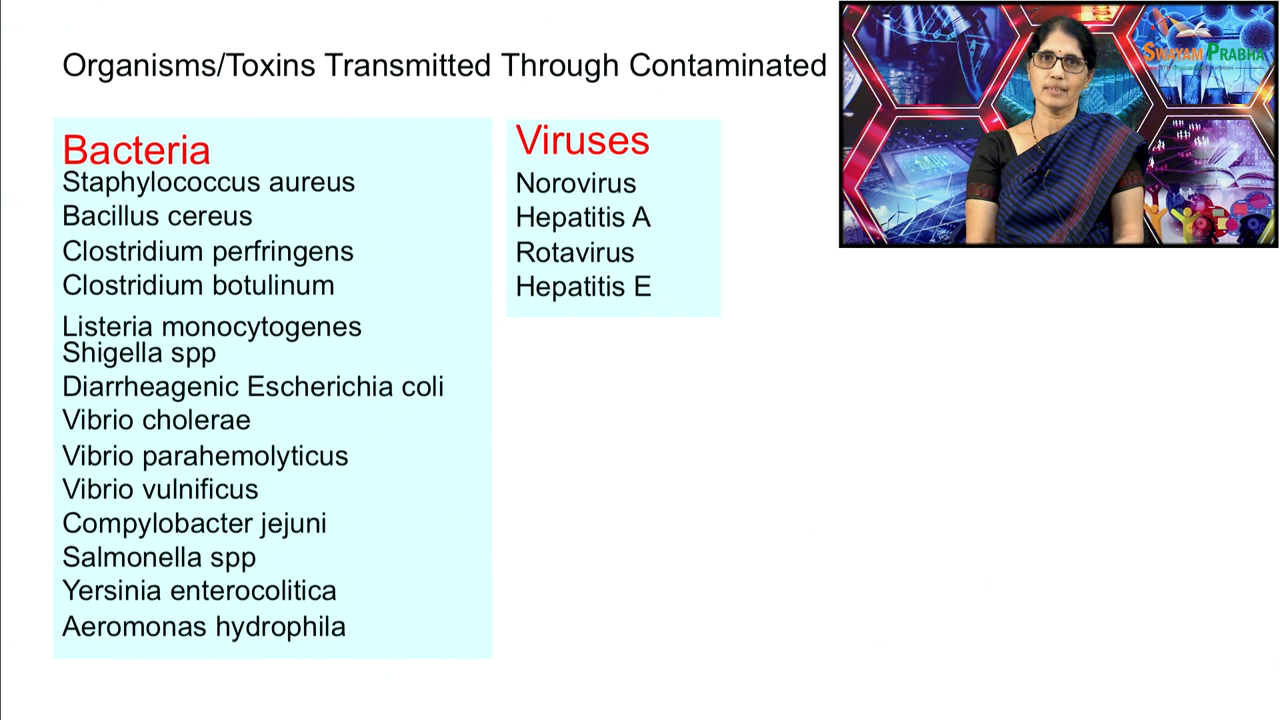 Organisms/Toxins Transmitted Through Contaminated
SWAYAM PRABHA
Bacteria
Staphylococcus aureus
Bacillus cereus
Clostridium perfringens
Clostridium botulinum
Listeria monocytogenes
Shigella spp
Diarrheagenic Escherichia coli
Vibrio cholerae
Vibrio parahemolyticus
Vibrio vulnificus
Compylobacter jejuni
Salmonella spp
Yersinia enterocolitica
Aeromonas hydrophila
Viruses
Norovirus
Hepatitis A
Rotavirus
Hepatitis E